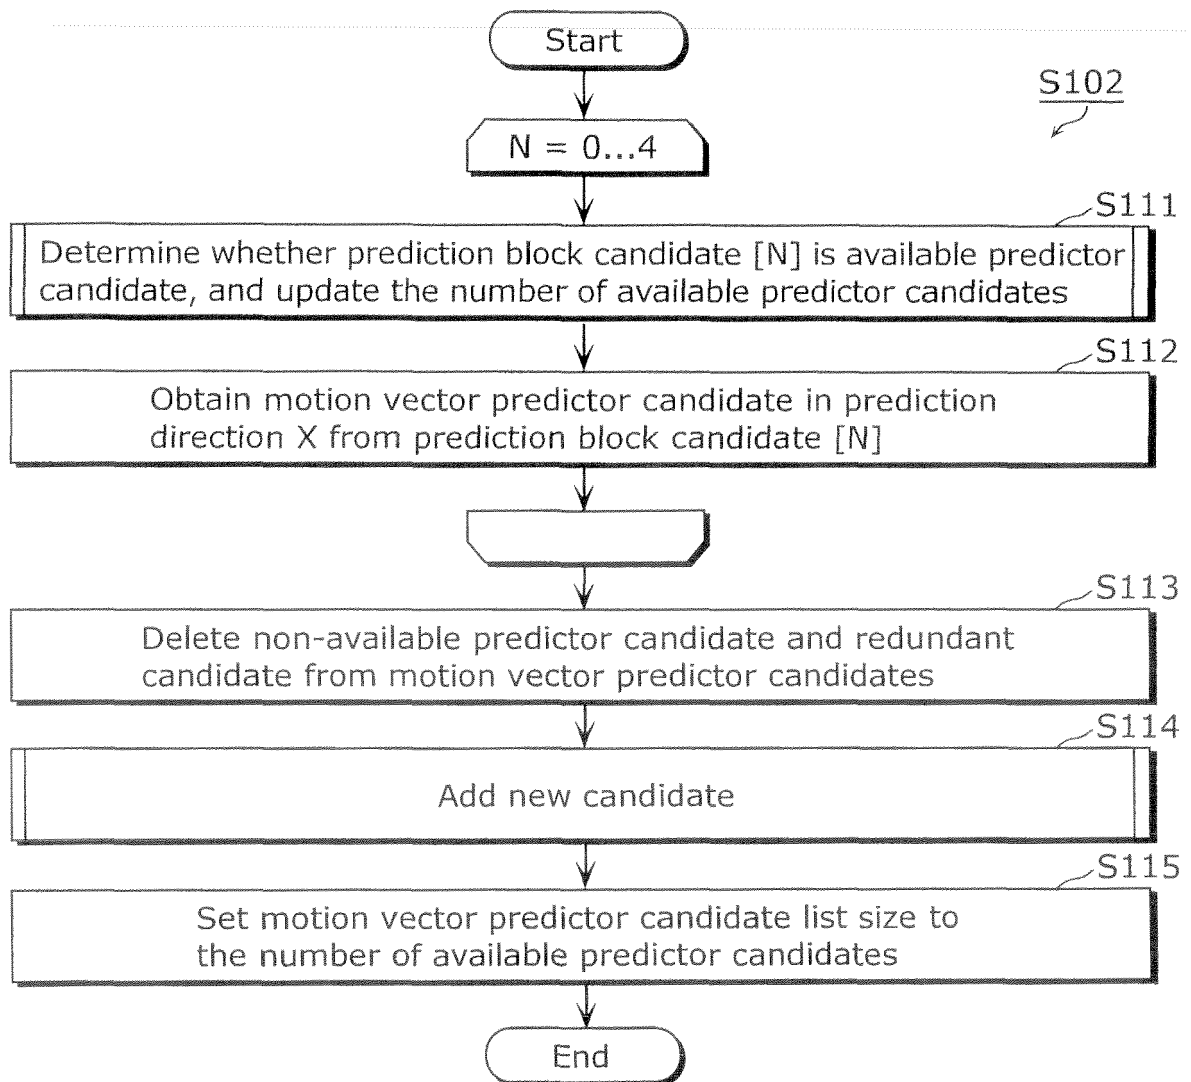 Start
S102
N = 0...4
S111
Determine whether prediction block candidate [N] is available predictor
candidate, and update the number of available predictor candidates
S112
Obtain motion vector predictor candidate in prediction
direction X from prediction block candidate [N]
S113
Delete non-available predictor candidate and redundant
candidate from motion vector predictor candidates
S114
Add new candidate
S115
Set motion vector predictor candidate list size to
the number of available predictor candidates
End